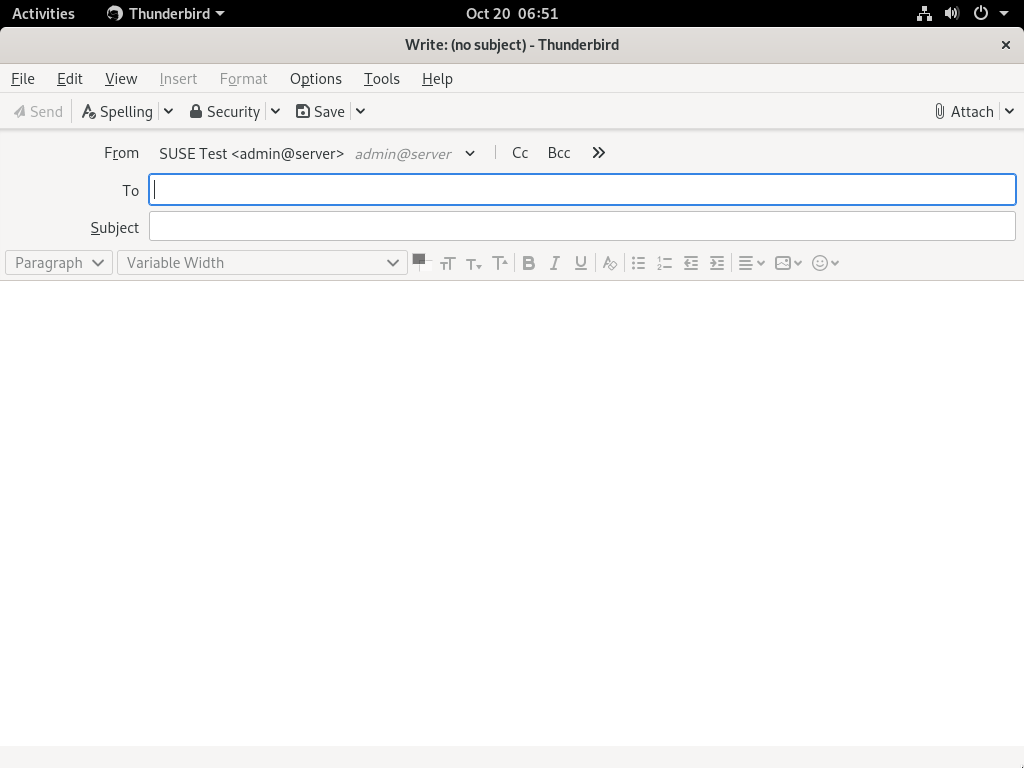 Activities Thunderbird Oct 20 06:51
Write: (no subject) - Thunderbird
File Edit View Insert Format Options Tools Help
Send Spelling Security Save Attach
From SUSE Test <admin@server> admin@server Cc Bcc
To
Subject
Paragraph Variable Width